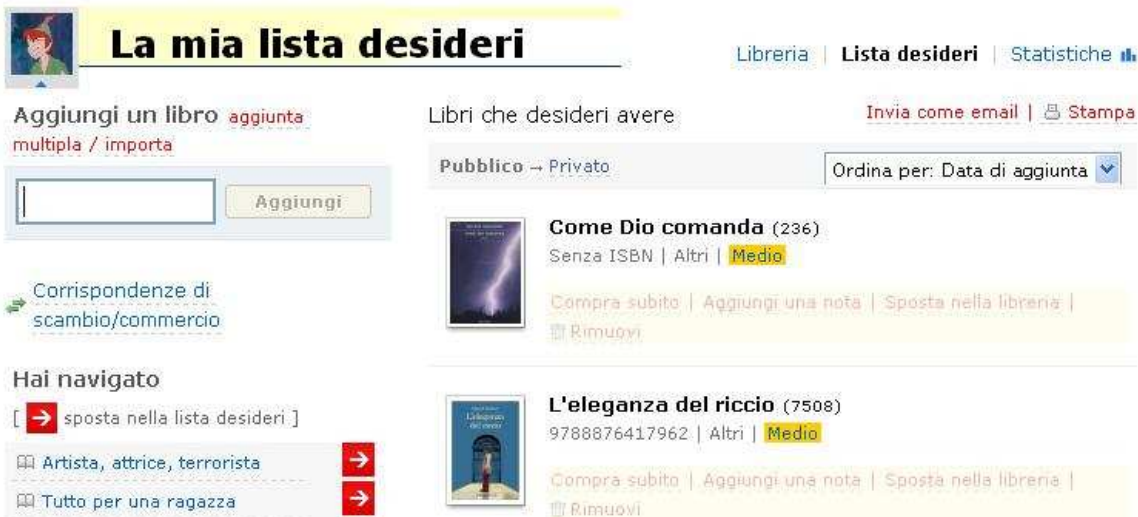 La mia lista desideri
Libreria | Lista desideri | Statistiche
Aggiungi un libro aggiunta
multipla / importa
Aggiungi
Corrispondenze di
scambio/commercio
Hai navigato
[ → sposta nella lista desideri ]
Artista, attrice, terrorista
Tutto per una ragazza
Libri che desideri avere
Invia come email | Stampa
Pubblico → Privato
Ordina per: Data di aggiunta
Come Dio comanda (236)
Senza ISBN | Altri | Medio
Compra subito | Aggiungi una nota | Sposta nella libreria |
Rimuovi
L'eleganza del riccio (7508)
9788876417962 | Altri | Medio
Compra subito | Aggiungi una nota | Sposta nella libreria |
Rimuovi